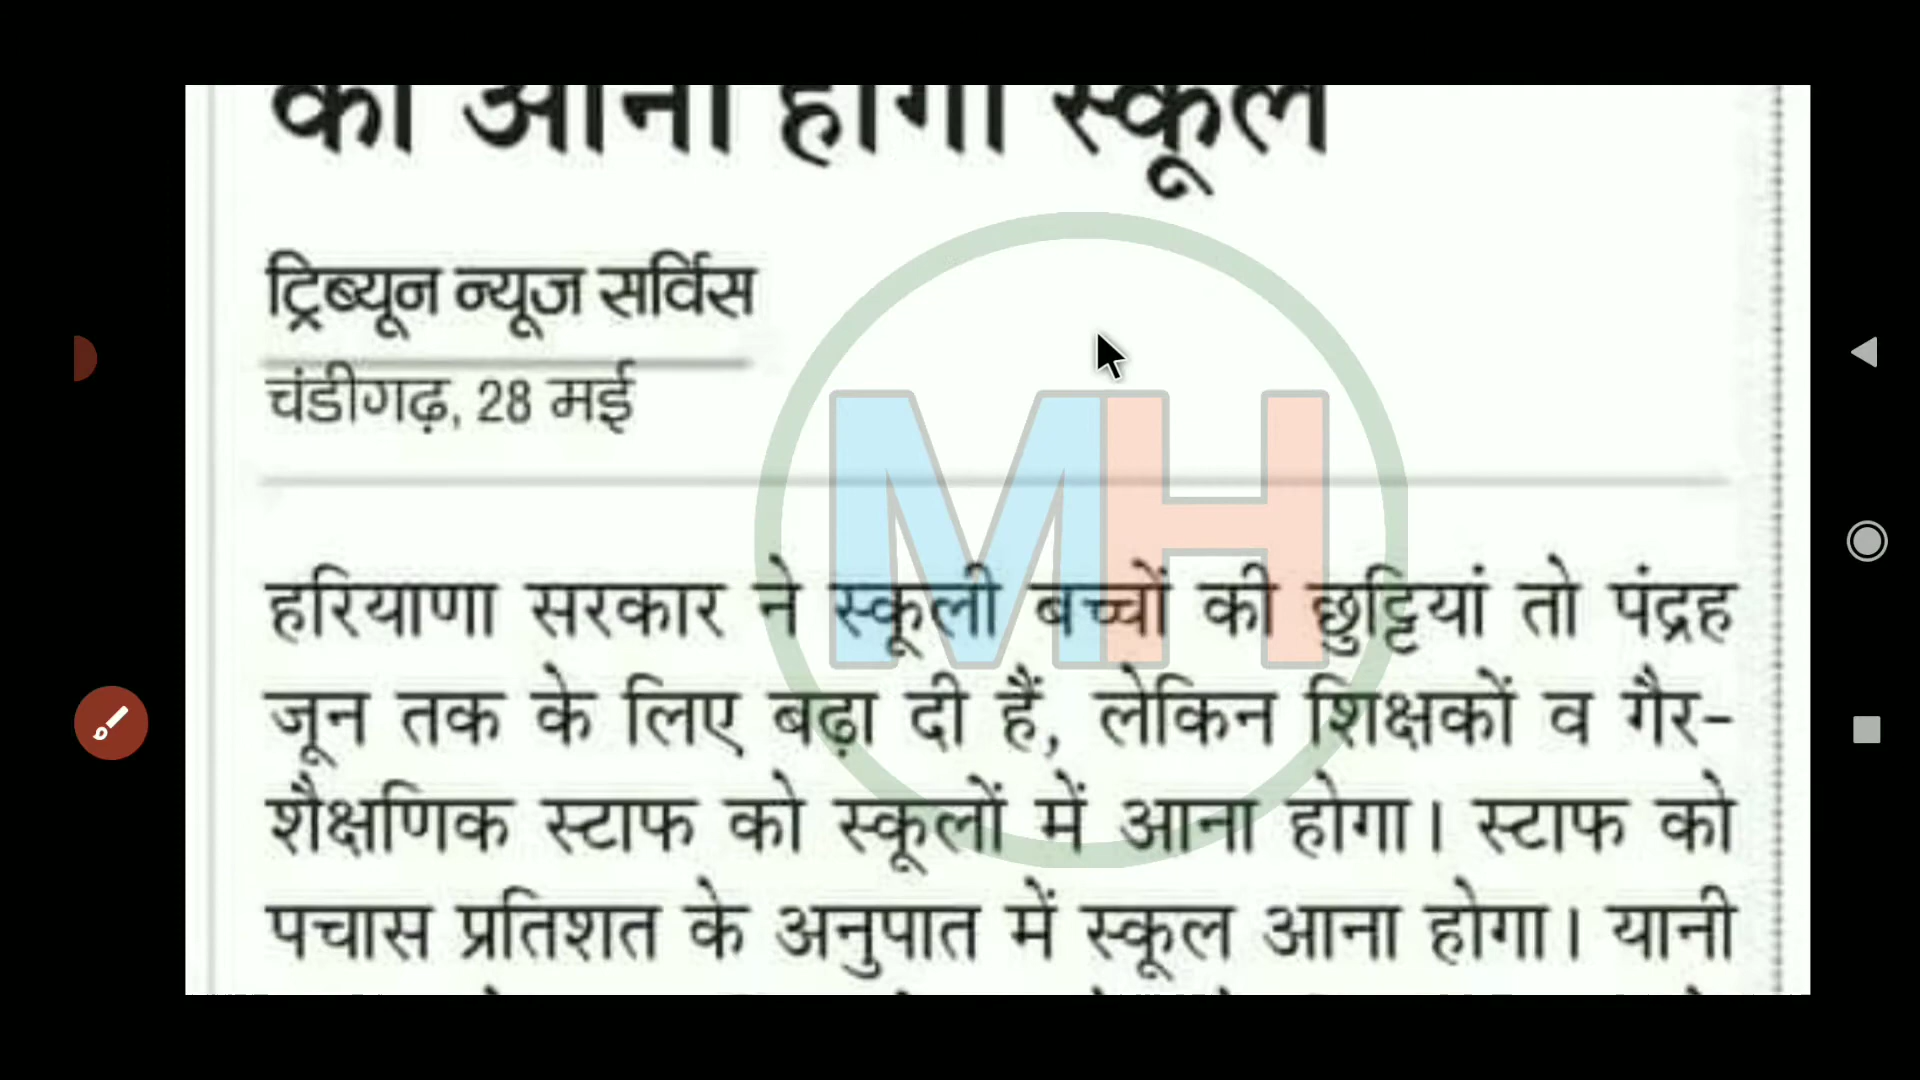 को आना होगा स्कूल
ट्रिब्यून न्यूज सर्विस
चंडीगढ़, 28 मई
MH
हरियाणा सरकार ने स्कूली बच्चों की छुट्टियां तो पंद्रह
जून तक के लिए बढ़ा दी हैं, लेकिन शिक्षकों व गैर-
शैक्षणिक स्टाफ को स्कूलों में आना होगा। स्टाफ को
पचास प्रतिशत के अनुपात में स्कूल आना होगा। यानी